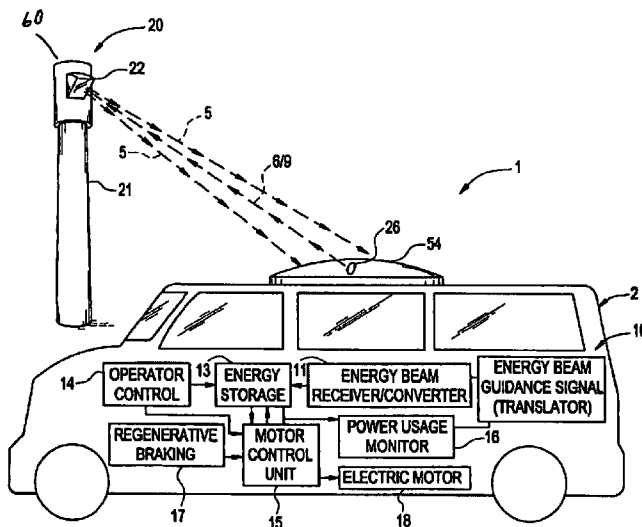 60
20
22
5
5
6/9
1
21
26
54
2
10
13
11
14
OPERATOR
CONTROL
ENERGY
STORAGE
ENERGY BEAM
RECEIVER/CONVERTER
ENERGY BEAM
GUIDANCE SIGNAL
(TRANSLATOR)
REGENERATIVE
BRAKING
MOTOR
CONTROL
UNIT
POWER USAGE
MONITOR
16
ELECTRIC MOTOR
17
15
18